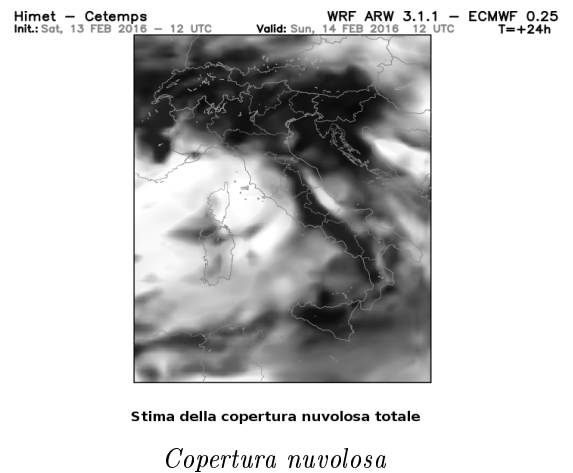 Himet – Cetemps WRF ARW 3.1.1 – ECMWF 0.25
Init.: Sat, 13 FEB 2016 – 12 UTC Valid: Sun, 14 FEB 2016 12 UTC T=+24h
Stima della copertura nuvolosa totale
Copertura nuvolosa